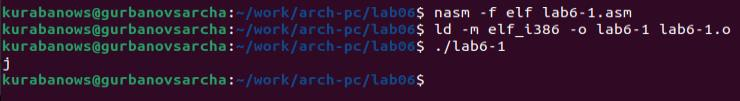 kurabanows@gurbanovsarcha:~/work/arch-pc/lab06$ nasm -f elf lab6-1.asm
kurabanows@gurbanovsarcha:~/work/arch-pc/lab06$ ld -m elf_i386 -o lab6-1 lab6-1.o
kurabanows@gurbanovsarcha:~/work/arch-pc/lab06$ ./lab6-1
j
kurabanows@gurbanovsarcha:~/work/arch-pc/lab06$